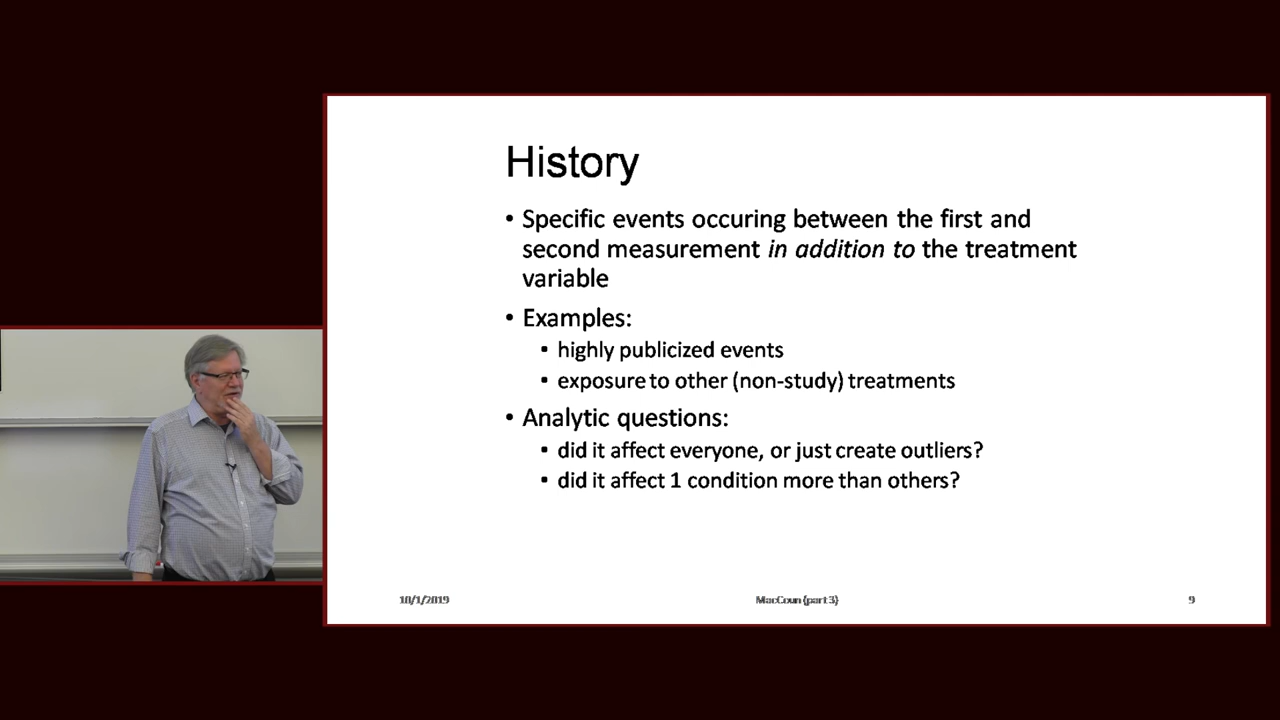 History
• Specific events occuring between the first and
second measurement in addition to the treatment
variable
• Examples:
▪ highly publicized events
▪ exposure to other (non-study) treatments
• Analytic questions:
▪ did it affect everyone, or just create outliers?
▪ did it affect 1 condition more than others?
10/1/2019
MacCoun (part 3)
9